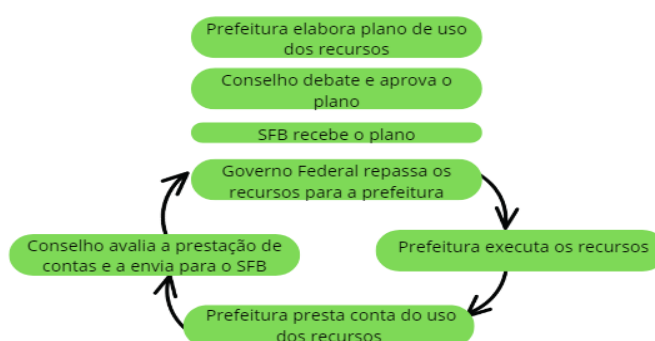 Prefeitura elabora plano de uso
dos recursos
Conselho debate e aprova o
plano
SFB recebe o plano
Governo Federal repassa os
recursos para a prefeitura
Conselho avalia a prestação de
contas e a envia para o SFB
Prefeitura executa os recursos
Prefeitura presta conta do uso
dos recursos